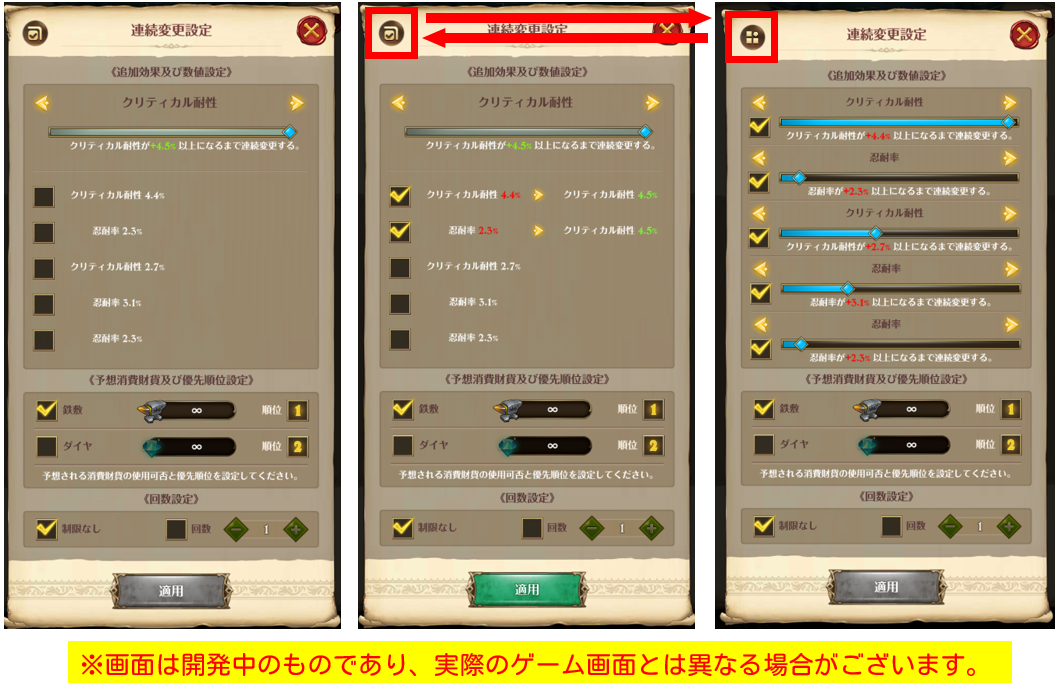 連続変更設定
《追加効果及び数値設定》
クリティカル耐性
クリティカル耐性が+4.5% 以上になるまで連続変更する。
クリティカル耐性 4.4%
忍耐率 2.3%
クリティカル耐性 2.7%
忍耐率 3.1%
忍耐率 2.3%
《予想消費財貨及び優先順位設定》
鉄敷 ∞ 順位 1
ダイヤ ∞ 順位 2
予想される消費財貨の使用可否と優先順位を設定してください。
《回数設定》
制限なし 回数 1
適用
連続変更設定
《追加効果及び数値設定》
クリティカル耐性
クリティカル耐性が+4.5% 以上になるまで連続変更する。
クリティカル耐性 4.4% クリティカル耐性 4.5%
忍耐率 2.3% クリティカル耐性 4.5%
クリティカル耐性 2.7%
忍耐率 3.1%
忍耐率 2.3%
《予想消費財貨及び優先順位設定》
鉄敷 ∞ 順位 1
ダイヤ ∞ 順位 2
予想される消費財貨の使用可否と優先順位を設定してください。
《回数設定》
制限なし 回数 1
適用
連続変更設定
《追加効果及び数値設定》
クリティカル耐性
クリティカル耐性が+4.4% 以上になるまで連続変更する。
忍耐率
忍耐率が+2.3% 以上になるまで連続変更する。
クリティカル耐性
クリティカル耐性が+2.7% 以上になるまで連続変更する。
忍耐率
忍耐率が+3.1% 以上になるまで連続変更する。
忍耐率
忍耐率が+2.3% 以上になるまで連続変更する。
《予想消費財貨及び優先順位設定》
鉄敷 ∞ 順位 1
ダイヤ ∞ 順位 2
予想される消費財貨の使用可否と優先順位を設定してください。
《回数設定》
制限なし 回数 1
適用
※画面は開発中のものであり、実際のゲーム画面とは異なる場合がございます。